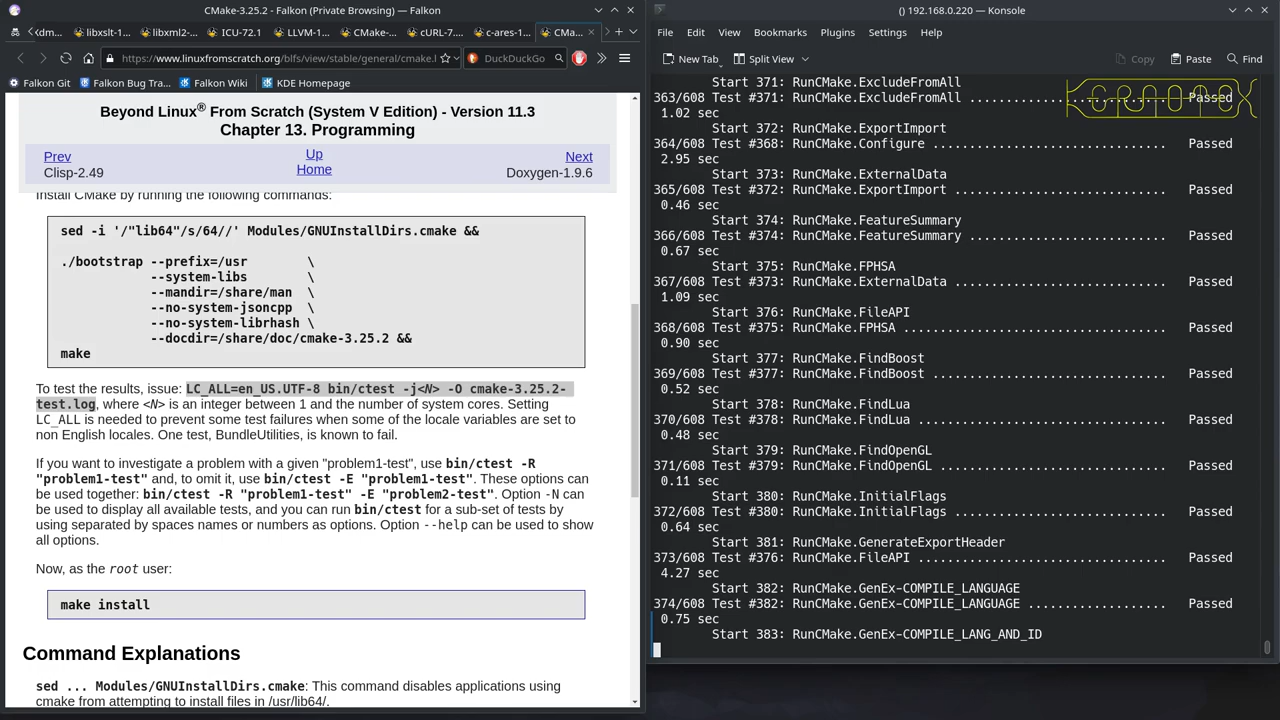 CMake-3.25.2 - Falkon (Private Browsing) — Falkon
libxslt-1
libxml2-...
ICU-72.1
LLVM-1...
CMake-...
cURL-7....
c-ares-1...
CMa...
https://www.linuxfromscratch.org/blfs/view/stable/general/cmake.l
DuckDuckGo
Falkon Git
Falkon Bug Tra...
Falkon Wiki
KDE Homepage
Beyond Linux® From Scratch (System V Edition) - Version 11.3
Chapter 13. Programming
Prev
Up
Next
Clisp-2.49
Home
Doxygen-1.9.6
Install CMake by running the following commands:
sed -i '/"lib64"/s/64//' Modules/GNUInstallDirs.cmake &&
./bootstrap --prefix=/usr \
--system-libs \
--mandir=/share/man \
--no-system-jsoncpp \
--no-system-librhash \
--docdir=/share/doc/cmake-3.25.2 &&
make
To test the results, issue: LC_ALL=en_US.UTF-8 bin/ctest -j<N> -O cmake-3.25.2-
test.log, where <N> is an integer between 1 and the number of system cores. Setting
LC_ALL is needed to prevent some test failures when some of the locale variables are set to
non English locales. One test, BundleUtilities, is known to fail.
If you want to investigate a problem with a given "problem1-test", use bin/ctest -R
"problem1-test" and, to omit it, use bin/ctest -E "problem1-test". These options can
be used together: bin/ctest -R "problem1-test" -E "problem2-test". Option -N can
be used to display all available tests, and you can run bin/ctest for a sub-set of tests by
using separated by spaces names or numbers as options. Option --help can be used to show
all options.
Now, as the root user:
make install
Command Explanations
sed ... Modules/GNUInstallDirs.cmake: This command disables applications using
cmake from attempting to install files in /usr/lib64/.
() 192.168.0.220 — Konsole
File Edit View Bookmarks Plugins Settings Help
New Tab
Split View
Copy
Paste
Find
Start 371: RunCMake.ExcludeFromAll
363/608 Test #371: RunCMake.ExcludeFromAll ............................ Passed
1.02 sec
Start 372: RunCMake.ExportImport
364/608 Test #368: RunCMake.Configure ................................ Passed
2.95 sec
Start 373: RunCMake.ExternalData
365/608 Test #372: RunCMake.ExportImport ............................. Passed
0.46 sec
Start 374: RunCMake.FeatureSummary
366/608 Test #374: RunCMake.FeatureSummary ........................... Passed
0.67 sec
Start 375: RunCMake.FPHSA
367/608 Test #373: RunCMake.ExternalData ............................. Passed
1.09 sec
Start 376: RunCMake.FileAPI
368/608 Test #375: RunCMake.FPHSA .................................... Passed
0.90 sec
Start 377: RunCMake.FindBoost
369/608 Test #377: RunCMake.FindBoost ................................ Passed
0.52 sec
Start 378: RunCMake.FindLua
370/608 Test #378: RunCMake.FindLua .................................. Passed
0.48 sec
Start 379: RunCMake.FindOpenGL
371/608 Test #379: RunCMake.FindOpenGL ............................... Passed
0.11 sec
Start 380: RunCMake.InitialFlags
372/608 Test #380: RunCMake.InitialFlags ............................. Passed
0.64 sec
Start 381: RunCMake.GenerateExportHeader
373/608 Test #376: RunCMake.FileAPI .................................. Passed
4.27 sec
Start 382: RunCMake.GenEx-COMPILE_LANGUAGE
374/608 Test #382: RunCMake.GenEx-COMPILE_LANGUAGE ................... Passed
0.75 sec
Start 383: RunCMake.GenEx-COMPILE_LANG_AND_ID